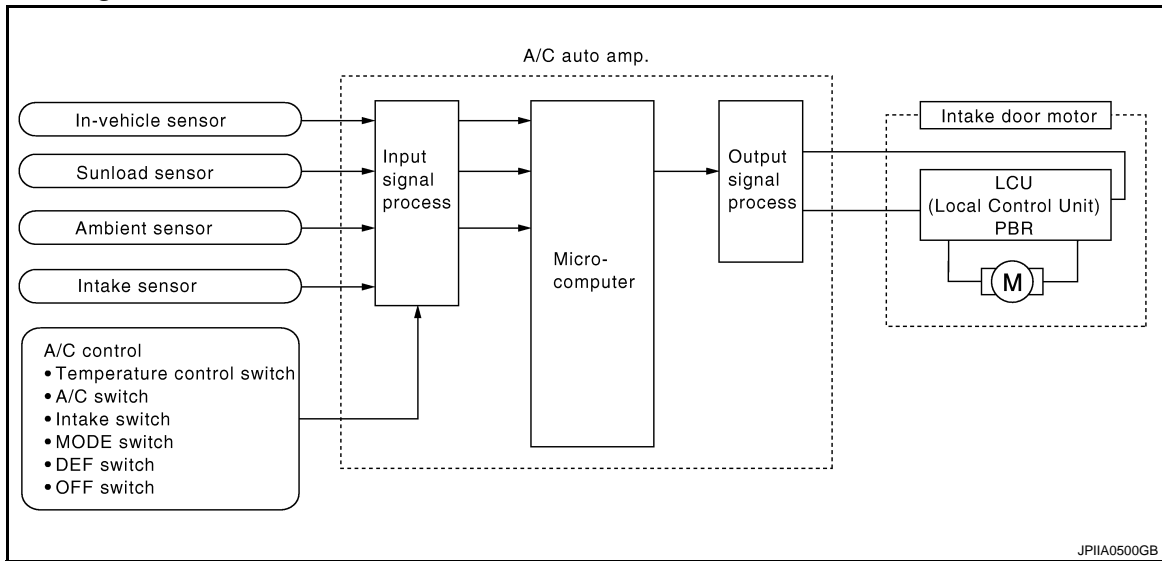 A/C auto amp.
In-vehicle sensor
Sunload sensor
Ambient sensor
Intake sensor
A/C control
• Temperature control switch
• A/C switch
• Intake switch
• MODE switch
• DEF switch
• OFF switch
Input
signal
process
Micro-
computer
Output
signal
process
Intake door motor
LCU
(Local Control Unit)
PBR
M
JPIIA0500GB